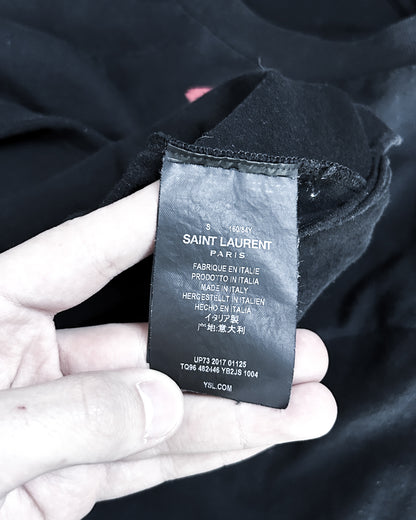 S 160/84Y
SAINT LAURENT
PARIS
FABRIQUE EN ITALIE
PRODOTTO IN ITALIA
MADE IN ITALY
HERGESTELLT IN ITALIEN
HECHO EN ITALIA
イタリア製
产地:意大利
UP73 2017 01125
TQ96 482446 YB2JS 1004
YSL.COM